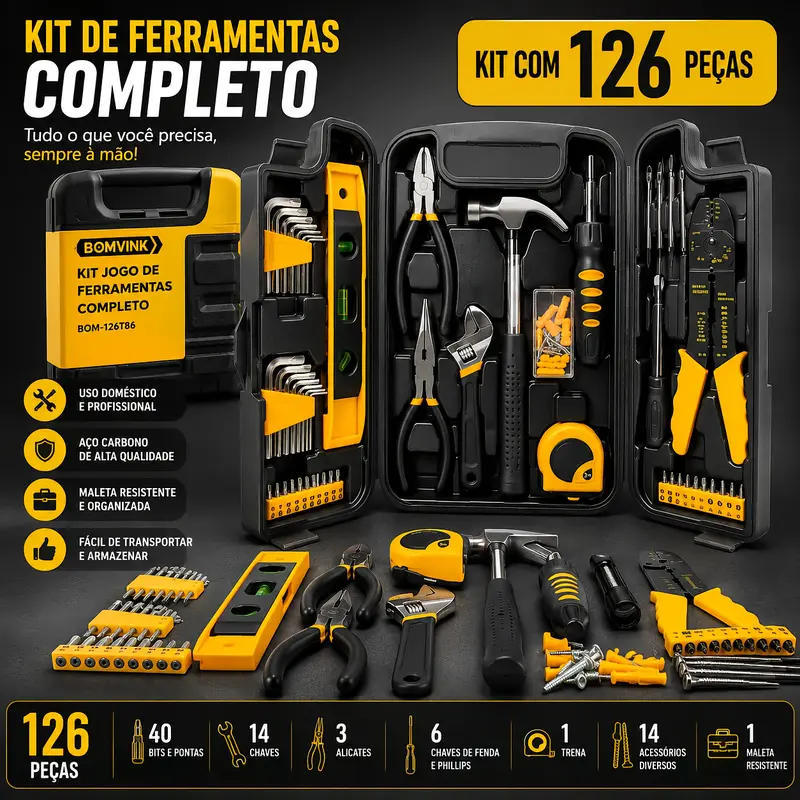 KIT DE FERRAMENTAS
COMPLETO
Tudo o que você precisa,
sempre à mão!
KIT COM 126 PEÇAS
BOMVINK
KIT JOGO DE
FERRAMENTAS
COMPLETO
BOM-126T86
USO DOMÉSTICO
E PROFISSIONAL
AÇO CARBONO
DE ALTA QUALIDADE
MALETA RESISTENTE
E ORGANIZADA
FÁCIL DE TRANSPORTAR
E ARMAZENAR
126
PEÇAS
40
BITS E PONTAS
14
CHAVES
3
ALICATES
6
CHAVES DE FENDA
E PHILLIPS
1
TRENA
14
ACESSÓRIOS
DIVERSOS
1
MALETA
RESISTENTE